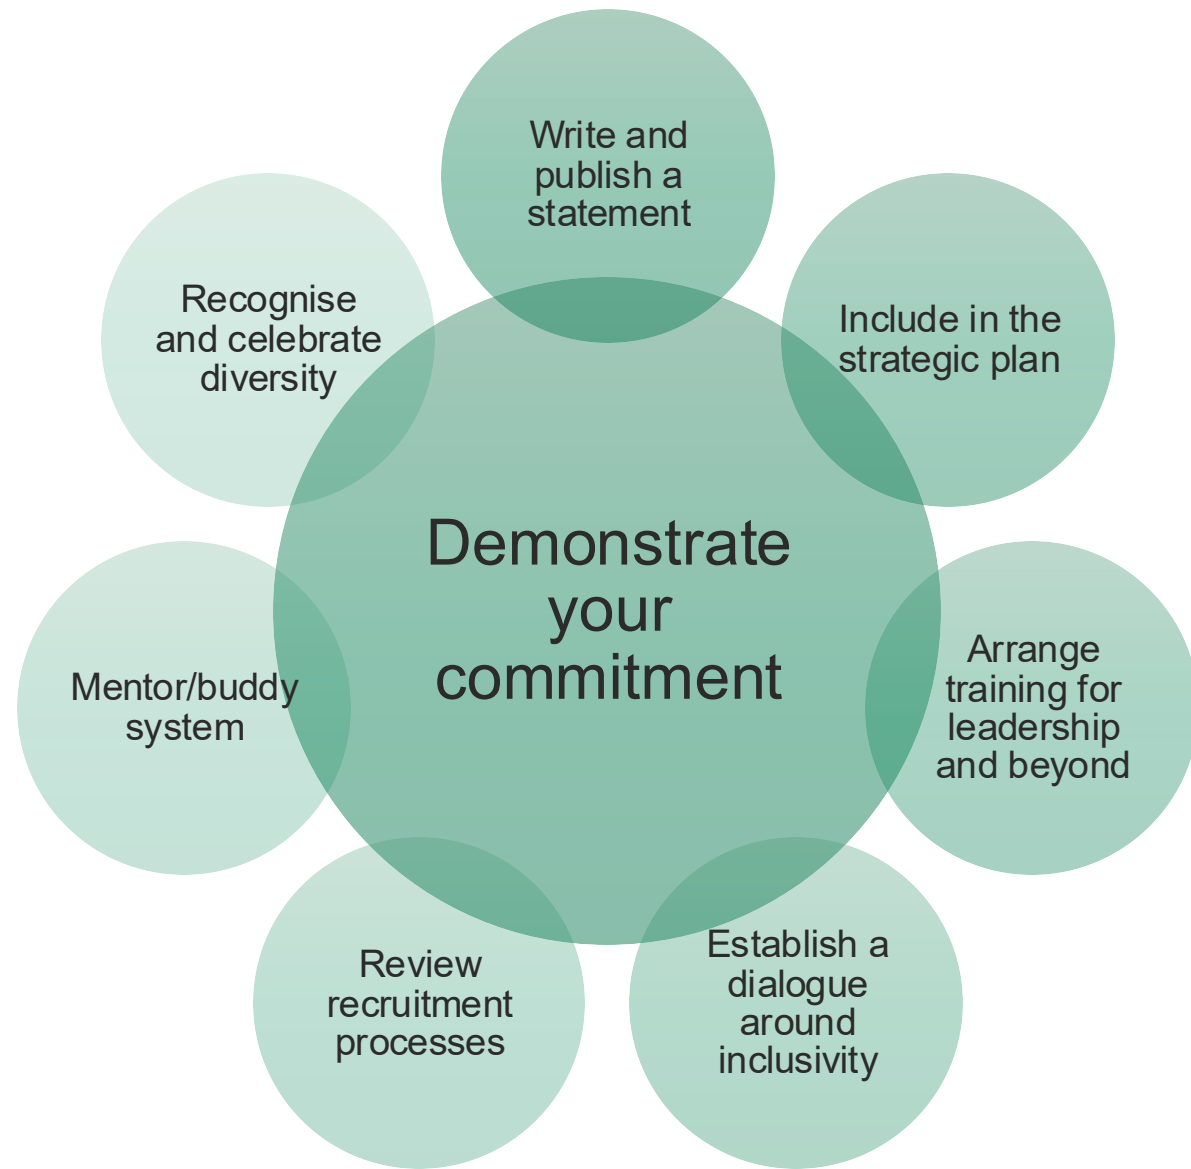 Write and
publish a
statement
Include in the
strategic plan
Arrange
training for
leadership
and beyond
Establish a
dialogue
around
inclusivity
Review
recruitment
processes
Mentor/buddy
system
Recognise
and celebrate
diversity
Demonstrate
your
commitment